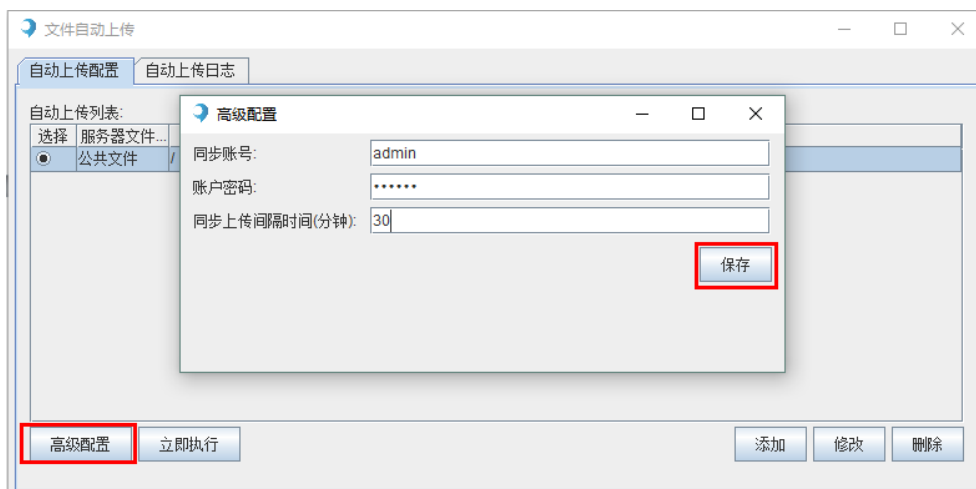 文件自动上传
自动上传配置 自动上传日志
自动上传列表:
选择 服务器文件...
公共文件 /
高级配置
同步账号: admin
账户密码: ••••••
同步上传间隔时间(分钟): 30
保存
高级配置 立即执行 添加 修改 删除